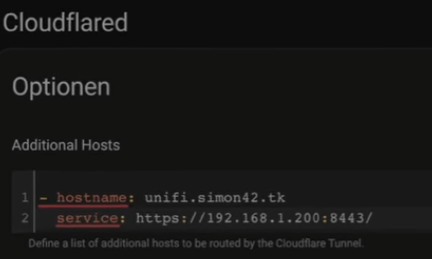 Cloudflared
Optionen
Additional Hosts
1 - hostname: unifi.simon42.tk
2 service: https://192.168.1.200:8443/
Define a list of additional hosts to be routed by the Cloudflare Tunnel.